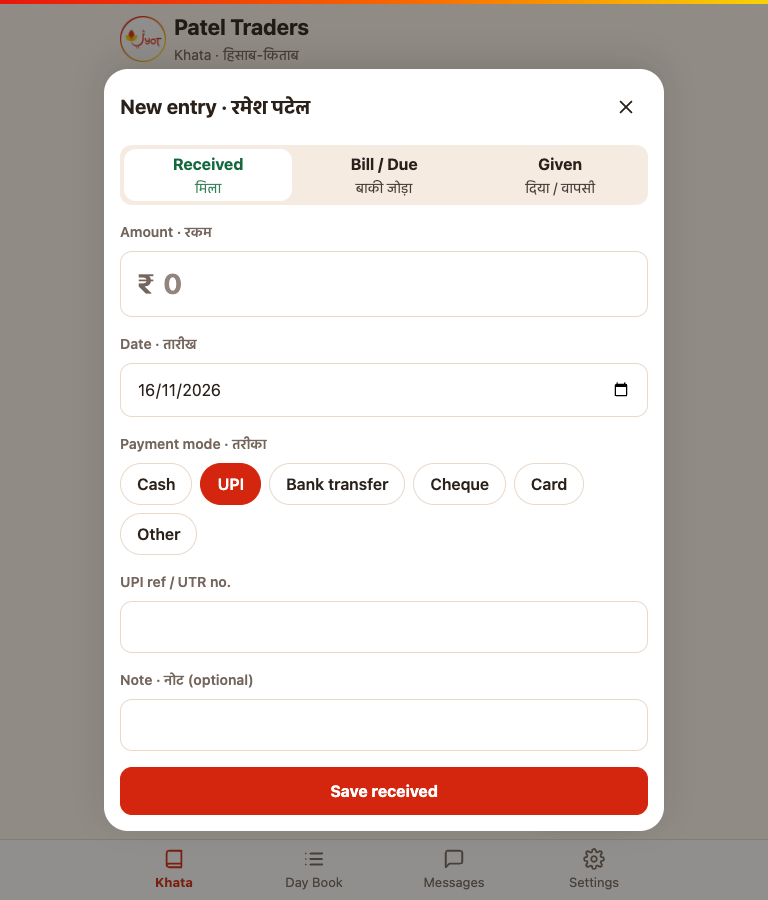 Jyot
Patel Traders
Khata · हिसाब-किताब
New entry · रमेश पटेल
Received
मिला
Bill / Due
बाकी जोड़ा
Given
दिया / वापसी
Amount · रकम
₹ 0
Date · तारीख
16/11/2026
Payment mode · तरीका
Cash
UPI
Bank transfer
Cheque
Card
Other
UPI ref / UTR no.
Note · नोट (optional)
Save received
Khata
Day Book
Messages
Settings